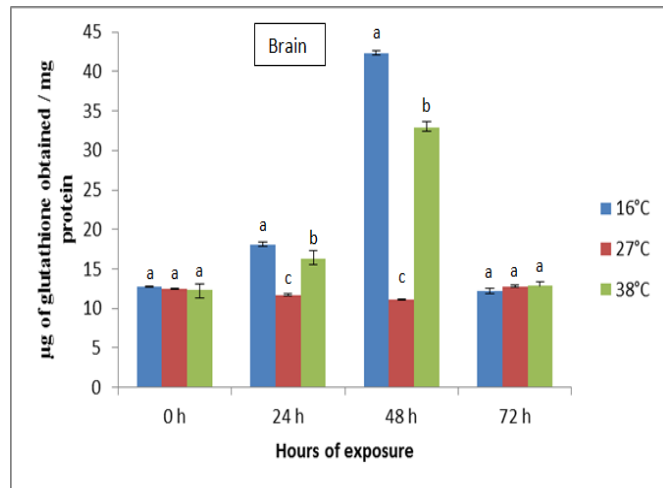 Brain
µg of glutathione obtained / mg
protein
45
40
35
30
25
20
15
10
5
0
a a a
a c b
a c b
a a a
0 h 24 h 48 h 72 h
Hours of exposure
16°C
27°C
38°C